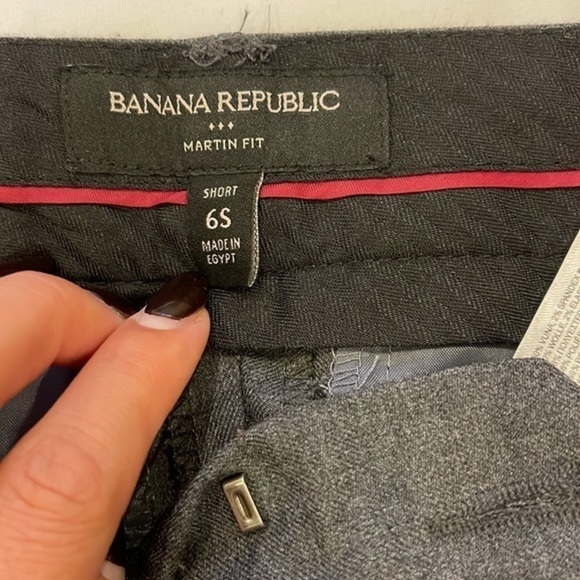 BANANA REPUBLIC
MARTIN FIT
SHORT
6S
MADE IN
EGYPT